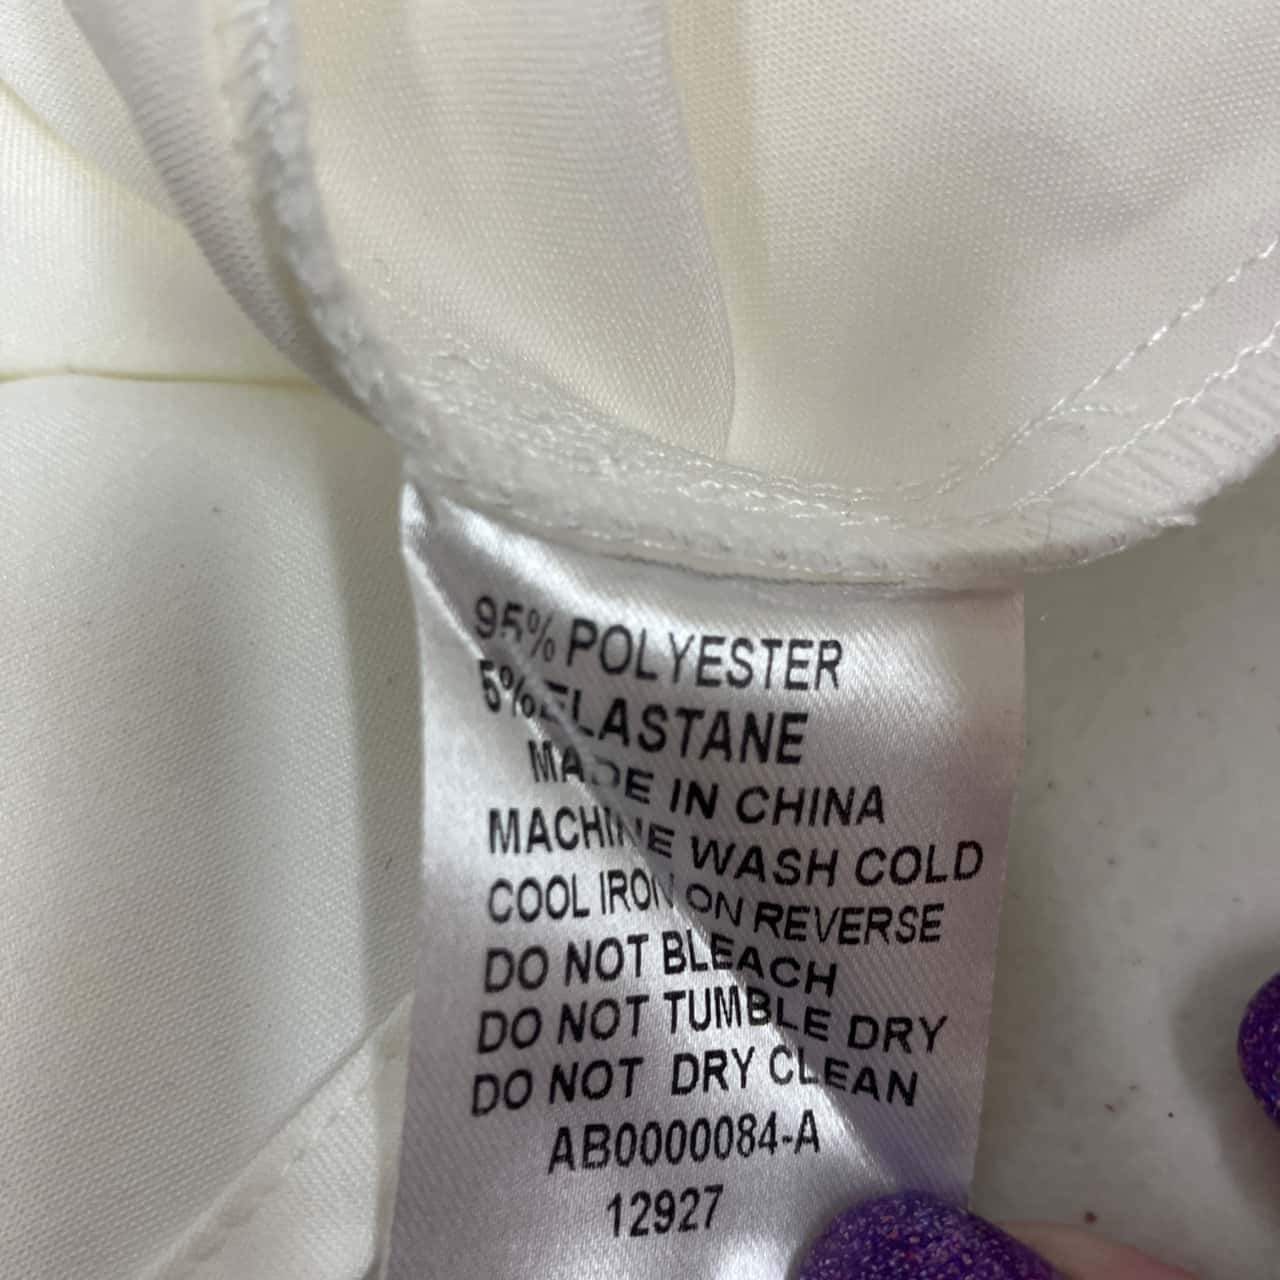 95% POLYESTER
5% ELASTANE
MADE IN CHINA
MACHINE WASH COLD
COOL IRON ON REVERSE
DO NOT BLEACH
DO NOT TUMBLE DRY
DO NOT DRY CLEAN
AB0000084-A
12927